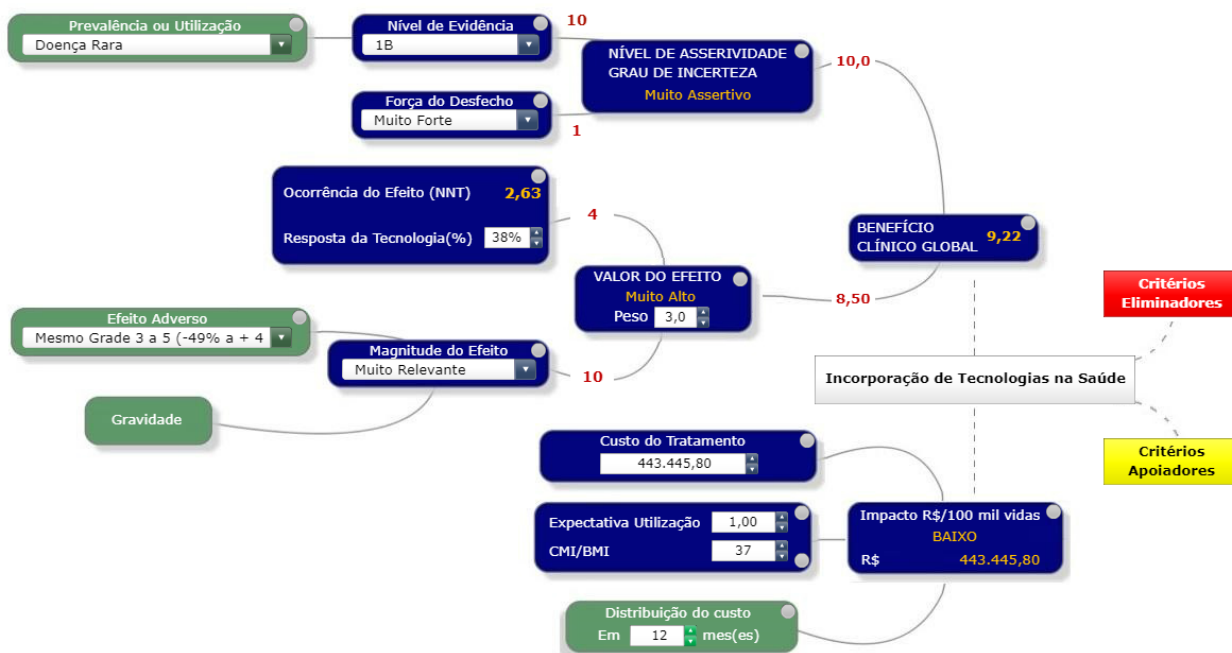 Prevalência ou Utilização
Doença Rara
Nível de Evidência
1B
10
NÍVEL DE ASSERIVIDADE
GRAU DE INCERTEZA
Muito Assertivo
10,0
Força do Desfecho
Muito Forte
1
Ocorrência do Efeito (NNT) 2,63
Resposta da Tecnologia(%) 38%
4
BENEFÍCIO
CLÍNICO GLOBAL 9,22
VALOR DO EFEITO
Muito Alto
Peso 3,0
8,50
Efeito Adverso
Mesmo Grade 3 a 5 (-49% a + 4
Magnitude do Efeito
Muito Relevante
10
Gravidade
Critérios
Eliminadores
Incorporação de Tecnologias na Saúde
Critérios
Apoiadores
Custo do Tratamento
443.445,80
Expectativa Utilização 1,00
CMI/BMI 37
Impacto R$/100 mil vidas
BAIXO
R$ 443.445,80
Distribuição do custo
Em 12 mes(es)